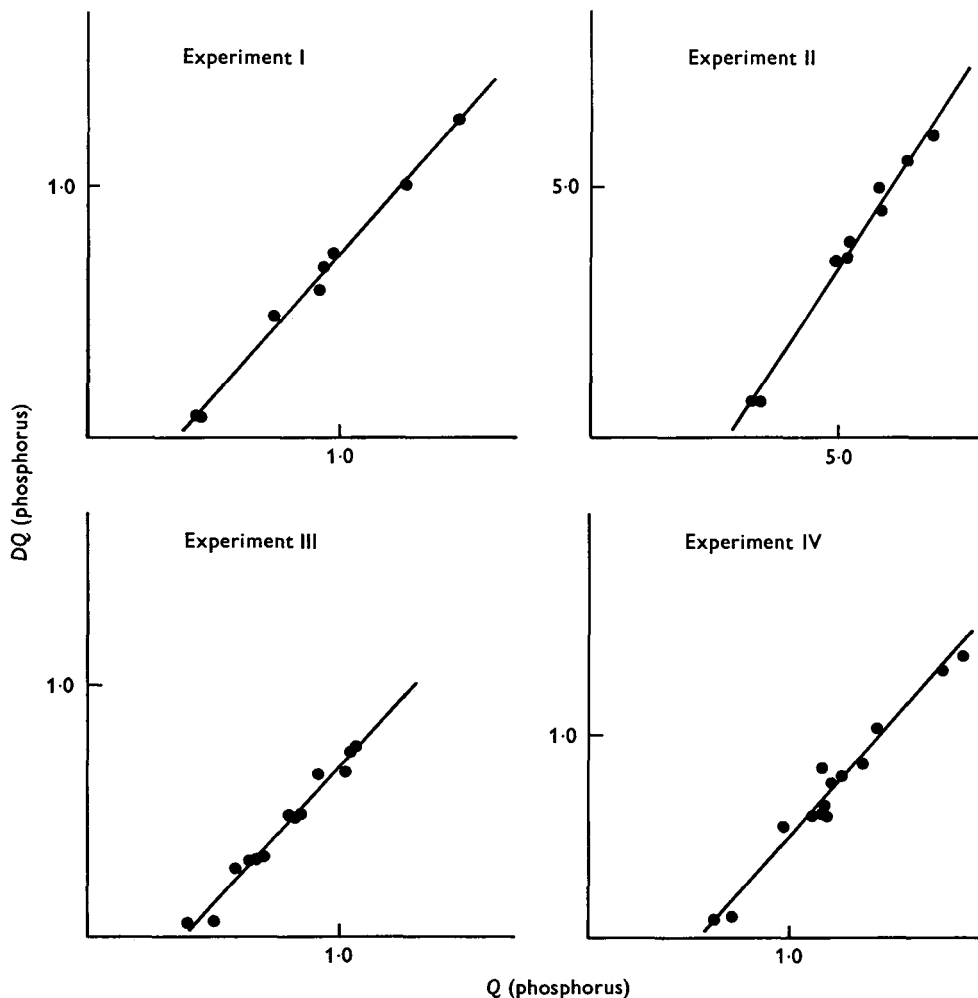 Experiment I
1·0
1·0
Experiment II
5·0
5·0
DQ (phosphorus)
Experiment III
1·0
1·0
Experiment IV
1·0
1·0
Q (phosphorus)